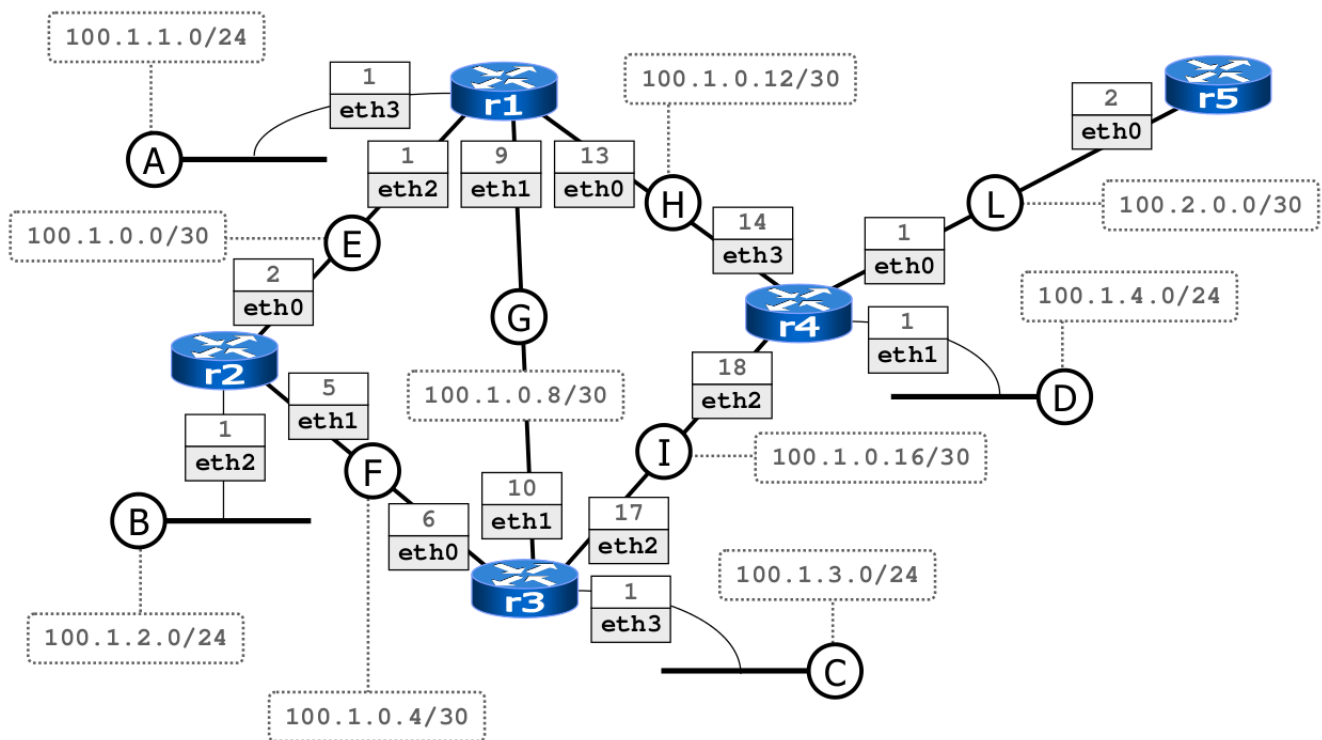 100.1.1.0/24
1
eth3
r1
100.1.0.12/30
2
eth0
r5
A
1
eth2
9
eth1
13
eth0
H
L
100.2.0.0/30
100.1.0.0/30
E
14
eth3
1
eth0
2
eth0
G
r4
1
eth1
100.1.4.0/24
r2
5
eth1
100.1.0.8/30
18
eth2
D
1
eth2
F
I
100.1.0.16/30
B
6
eth0
10
eth1
17
eth2
r3
1
eth3
100.1.3.0/24
100.1.2.0/24
C
100.1.0.4/30